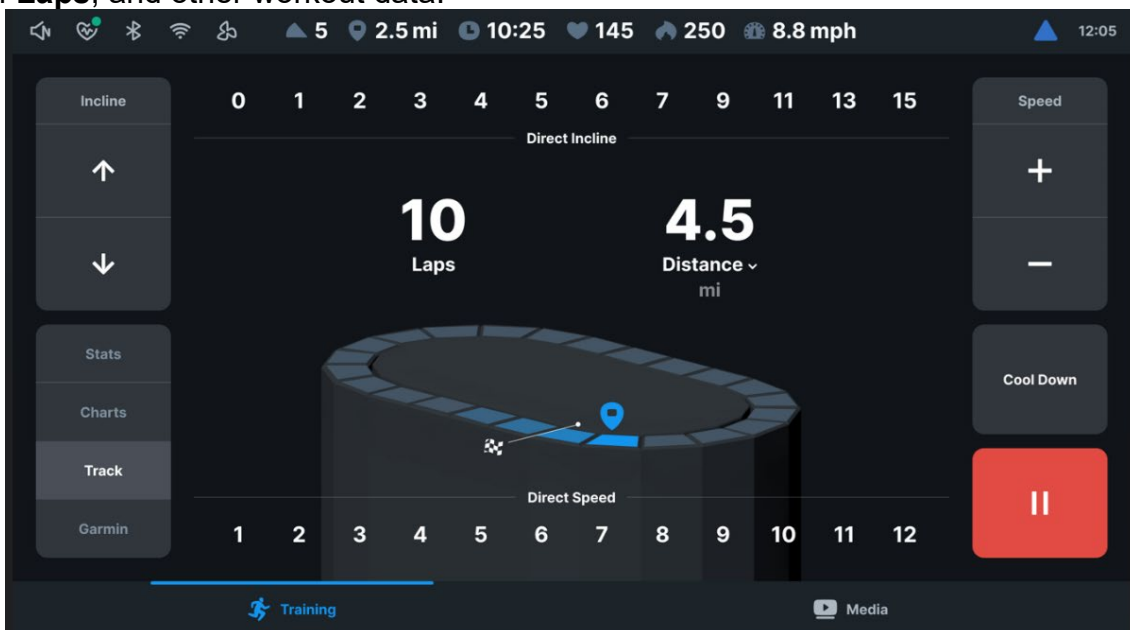 Laps, and other workout data.
5 2.5 mi 10:25 145 250 8.8 mph 12:05
Incline 0 1 2 3 4 5 6 7 9 11 13 15 Speed
Direct Incline
10 4.5
Laps Distance
mi
Stats
Charts
Cool Down
Track
Garmin
Direct Speed
1 2 3 4 5 6 7 8 9 10 11 12
Training Media